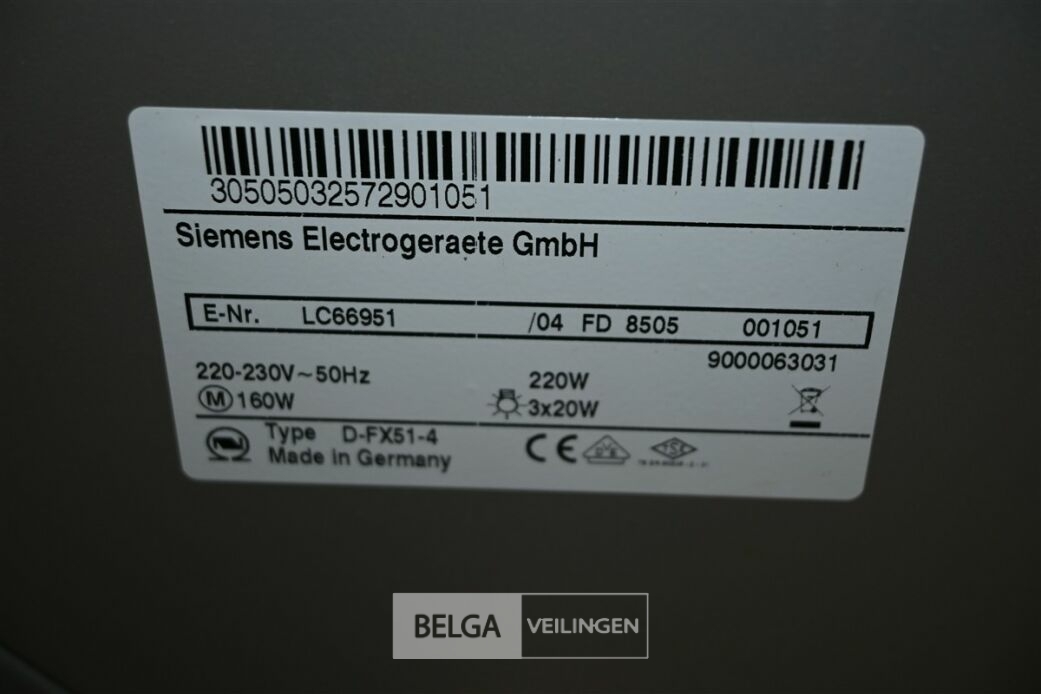 30505032572901051
Siemens Electrogeraete GmbH
E-Nr. LC66951 /04 FD 8505 001051
9000063031
220-230V~50Hz 220W
M 160W 3x20W
Type D-FX51-4
Made in Germany CE
BELGA VEILINGEN